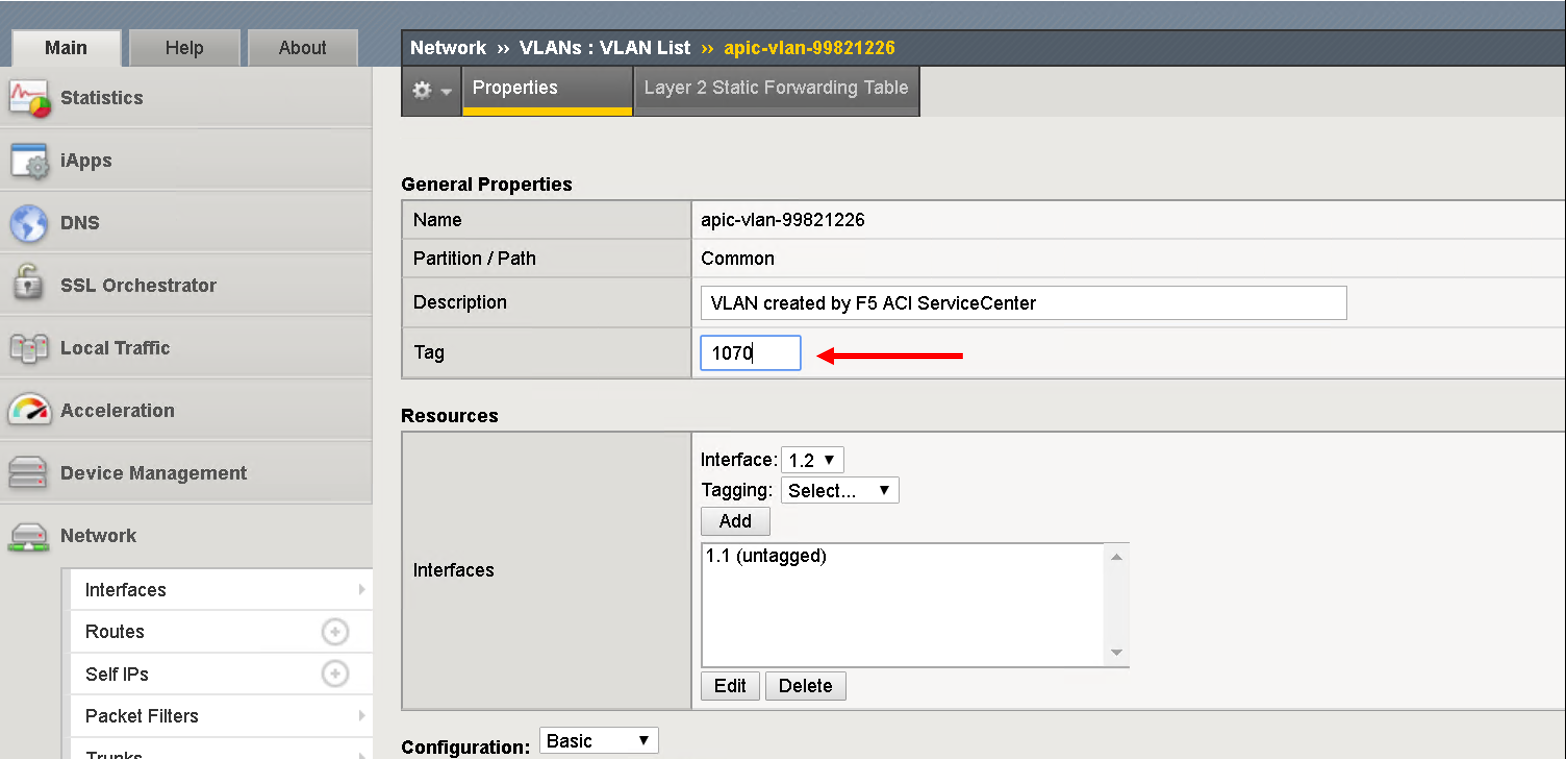 Main Help About
Network » VLANs : VLAN List » apic-vlan-99821226
Properties Layer 2 Static Forwarding Table
Statistics
iApps
DNS
SSL Orchestrator
Local Traffic
Acceleration
Device Management
Network
Interfaces
Routes
Self IPs
Packet Filters
Trunks
General Properties
Name apic-vlan-99821226
Partition / Path Common
Description VLAN created by F5 ACI ServiceCenter
Tag 1070
Resources
Interfaces
Interface: 1.2
Tagging: Select...
Add
1.1 (untagged)
Edit Delete
Configuration: Basic